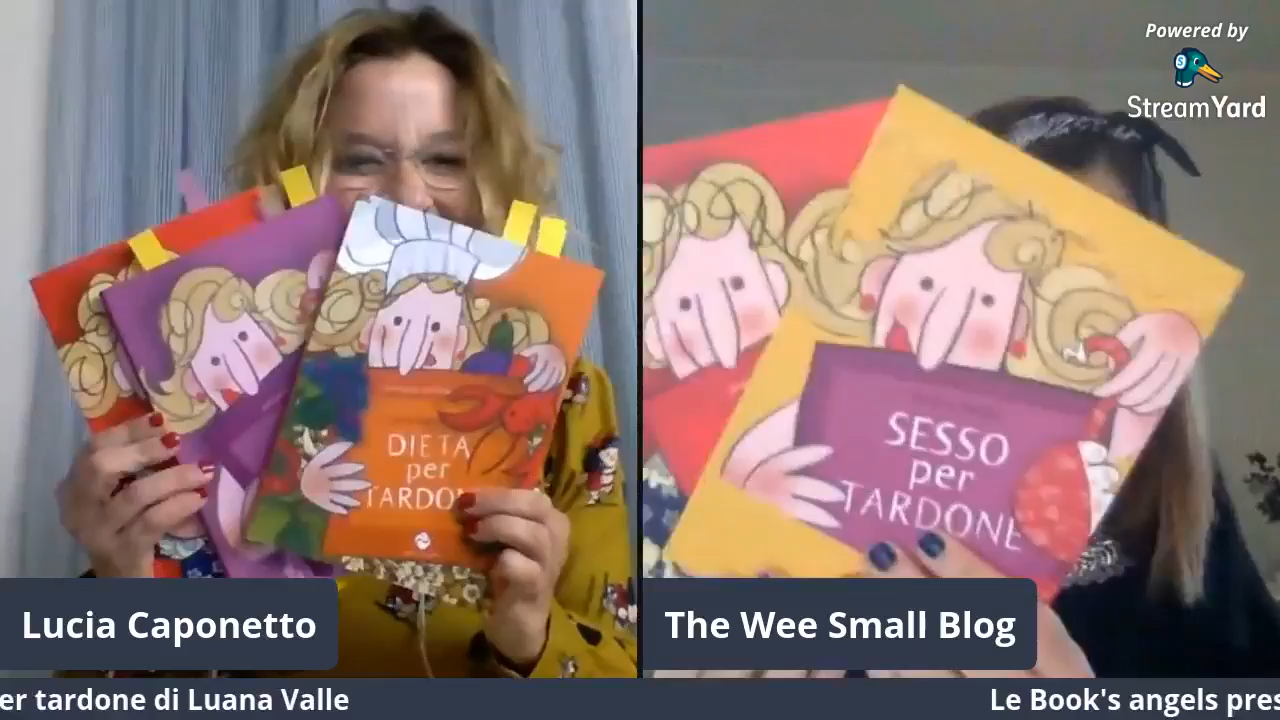 Powered by
StreamYard
DIETA
per
TARDON
SESSO
per
TARDONE
Lucia Caponetto
The Wee Small Blog
er tardone di Luana Valle
Le Book's angels pres